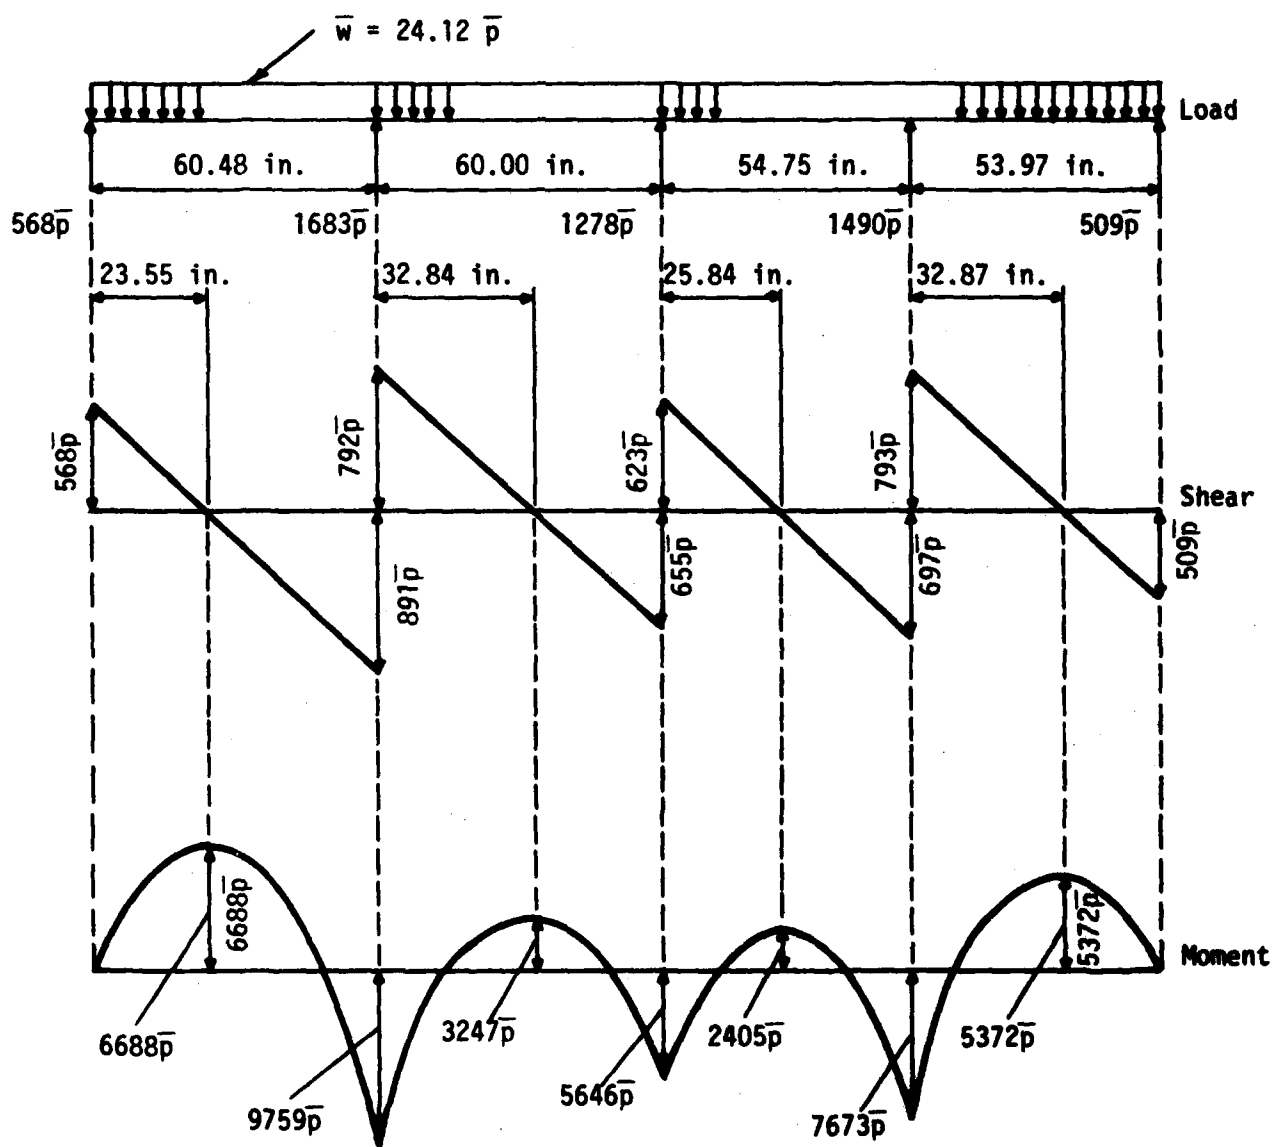 w̅ = 24.12 p̅
Load
60.48 in.
60.00 in.
54.75 in.
53.97 in.
568p̅
1683p̅
1278p̅
1490p̅
509p̅
23.55 in.
32.84 in.
25.84 in.
32.87 in.
568p̅
792p̅
623p̅
793p̅
Shear
891p̅
655p̅
697p̅
509p̅
6688p̅
5372p̅
Moment
6688p̅
3247p̅
2405p̅
5372p̅
9759p̅
5646p̅
7673p̅